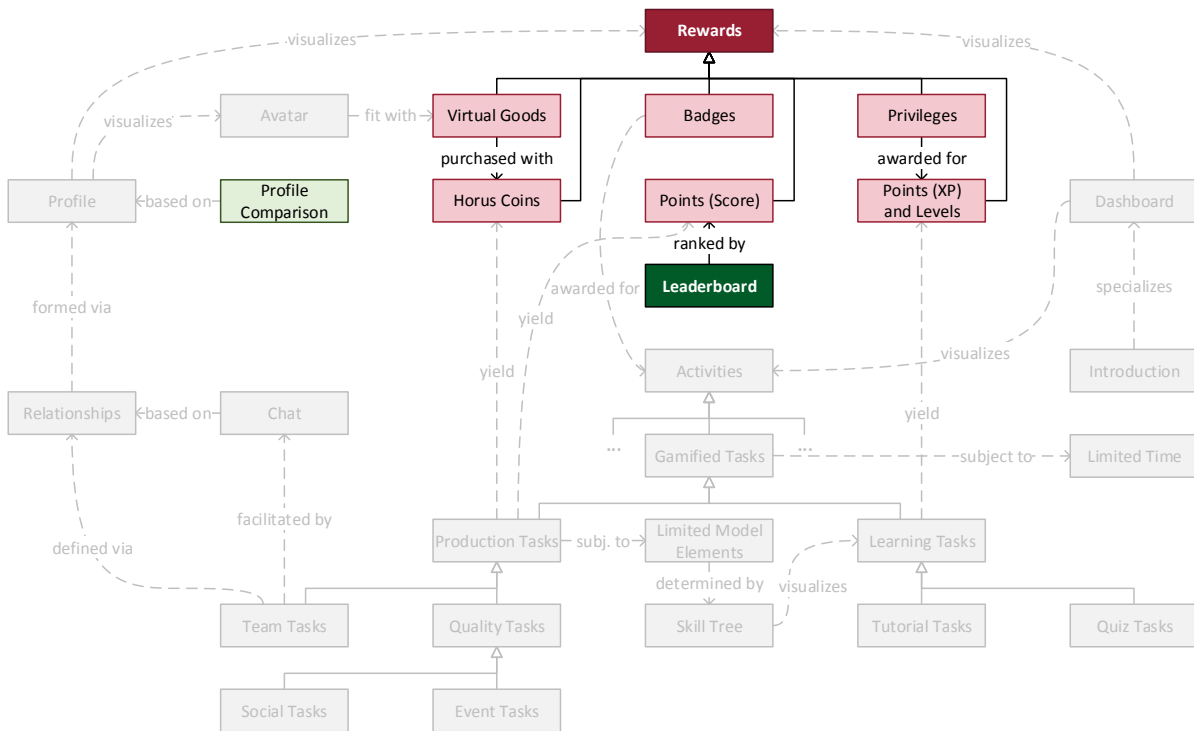 Rewards
visualizes
visualizes
visualizes
Avatar
fit with
Virtual Goods
Badges
Privileges
purchased with
awarded for
Profile
based on
Profile
Comparison
Horus Coins
Points (Score)
Points (XP)
and Levels
Dashboard
ranked by
Leaderboard
awarded for
specializes
formed via
yield
visualizes
yield
Activities
Introduction
Relationships
based on
Chat
yield
...
...
Gamified Tasks
subject to
Limited Time
facilitated by
defined via
Production Tasks
subj. to
Limited Model
Elements
Learning Tasks
determined by
visualizes
Team Tasks
Quality Tasks
Skill Tree
Tutorial Tasks
Quiz Tasks
Social Tasks
Event Tasks